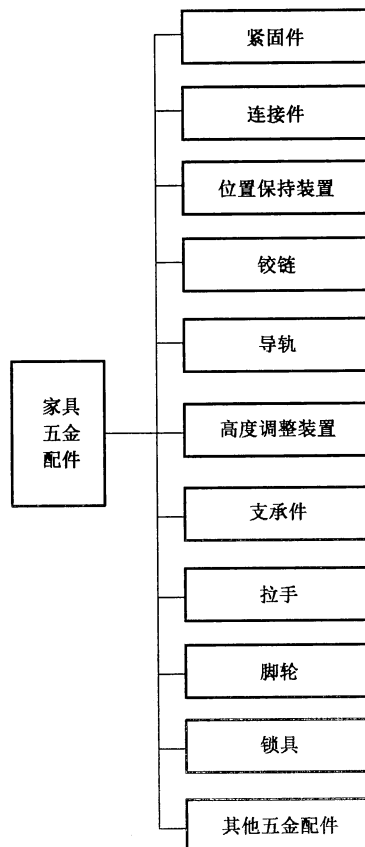 紧固件
连接件
位置保持装置
铰链
导轨
家具
五金
配件
高度调整装置
支承件
拉手
脚轮
锁具
其他五金配件